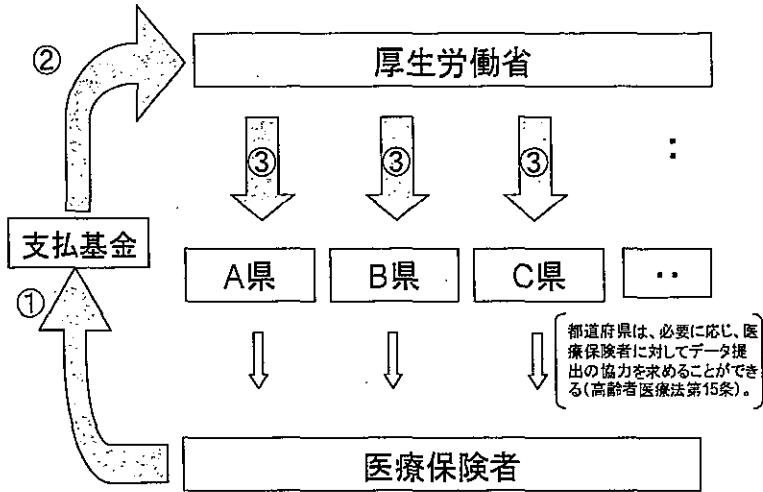 ②
厚生労働省
③
③
③
:
支払基金
A県
B県
C県
‥
①
都道府県は、必要に応じ、医
療保険者に対してデータ提
出の協力を求めることができ
る(高齢者医療法第15条)。
医療保険者